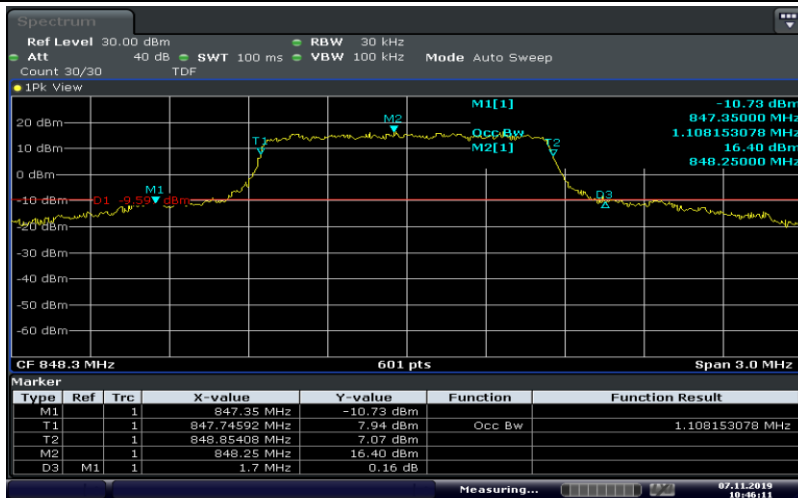 Spectrum
Ref Level 30.00 dBm RBW 30 kHz
Att 40 dB SWT 100 ms VBW 100 kHz Mode Auto Sweep
Count 30/30 TDF
1Pk View
M1[1] -10.73 dBm
847.35000 MHz
Occ Bw 1.108153078 MHz
M2[1] 16.40 dBm
848.25000 MHz
20 dBm
10 dBm
0 dBm
-10 dBm
-20 dBm
-30 dBm
-40 dBm
-50 dBm
-60 dBm
M2
T1
T2
M1
D1 -9.59 dBm
D3
CF 848.3 MHz 601 pts Span 3.0 MHz
Marker
Type Ref Trc X-value Y-value Function Function Result
M1 1 847.35 MHz -10.73 dBm
T1 1 847.74592 MHz 7.94 dBm Occ Bw 1.108153078 MHz
T2 1 848.85408 MHz 7.07 dBm
M2 1 848.25 MHz 16.40 dBm
D3 M1 1 1.7 MHz 0.16 dB
Measuring... 07.11.2019
10:46:11